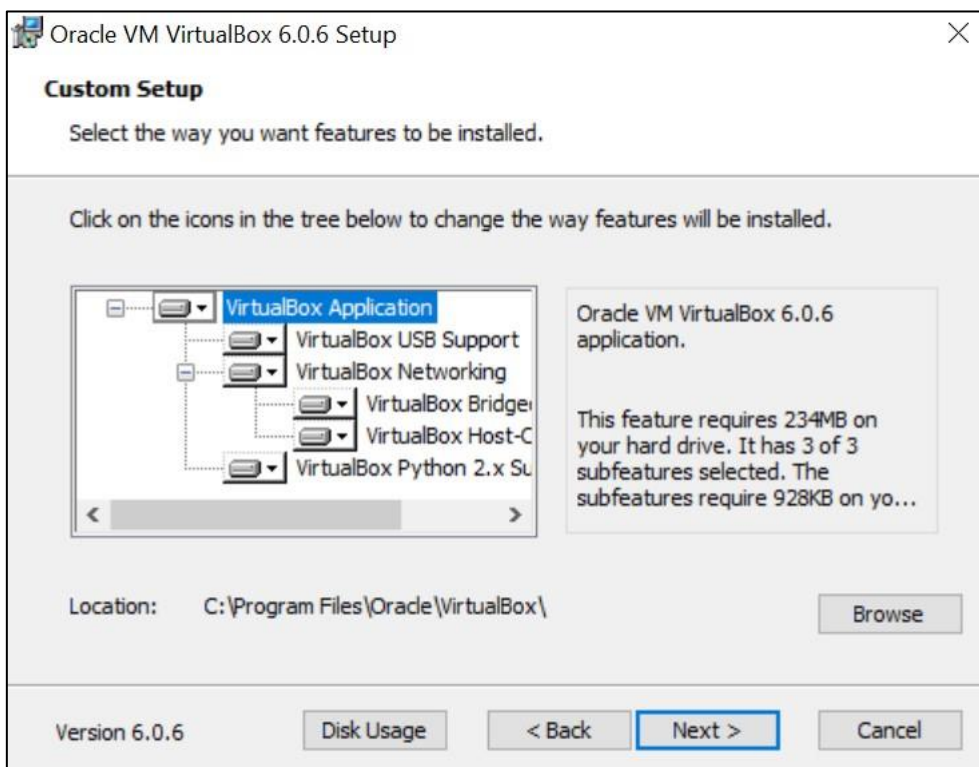 Oracle VM VirtualBox 6.0.6 Setup
Custom Setup
Select the way you want features to be installed.
Click on the icons in the tree below to change the way features will be installed.
VirtualBox Application
VirtualBox USB Support
VirtualBox Networking
VirtualBox Bridge
VirtualBox Host-C
VirtualBox Python 2.x Su
Oracle VM VirtualBox 6.0.6
application.
This feature requires 234MB on
your hard drive. It has 3 of 3
subfeatures selected. The
subfeatures require 928KB on yo...
Location: C:\Program Files\Oracle\VirtualBox\
Browse
Version 6.0.6 Disk Usage < Back Next > Cancel